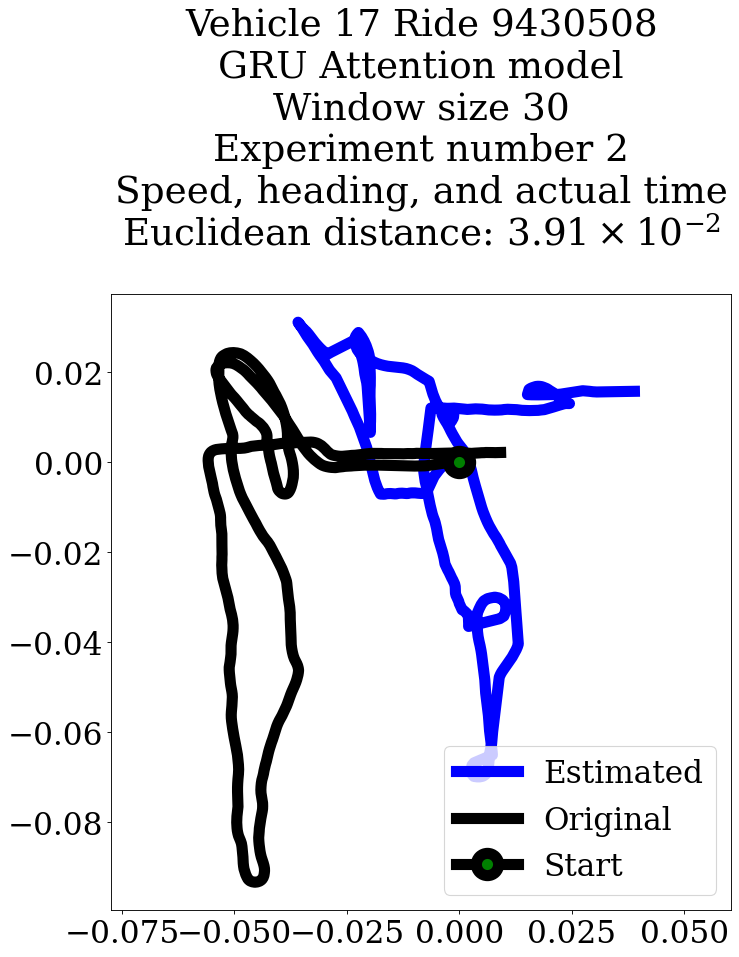 Vehicle 17 Ride 9430508
GRU Attention model
Window size 30
Experiment number 2
Speed, heading, and actual time
Euclidean distance: 3.91 × 10⁻²
0.02
0.00
−0.02
−0.04
−0.06
−0.08
Estimated
Original
Start
−0.075 −0.050 −0.025 0.000 0.025 0.050